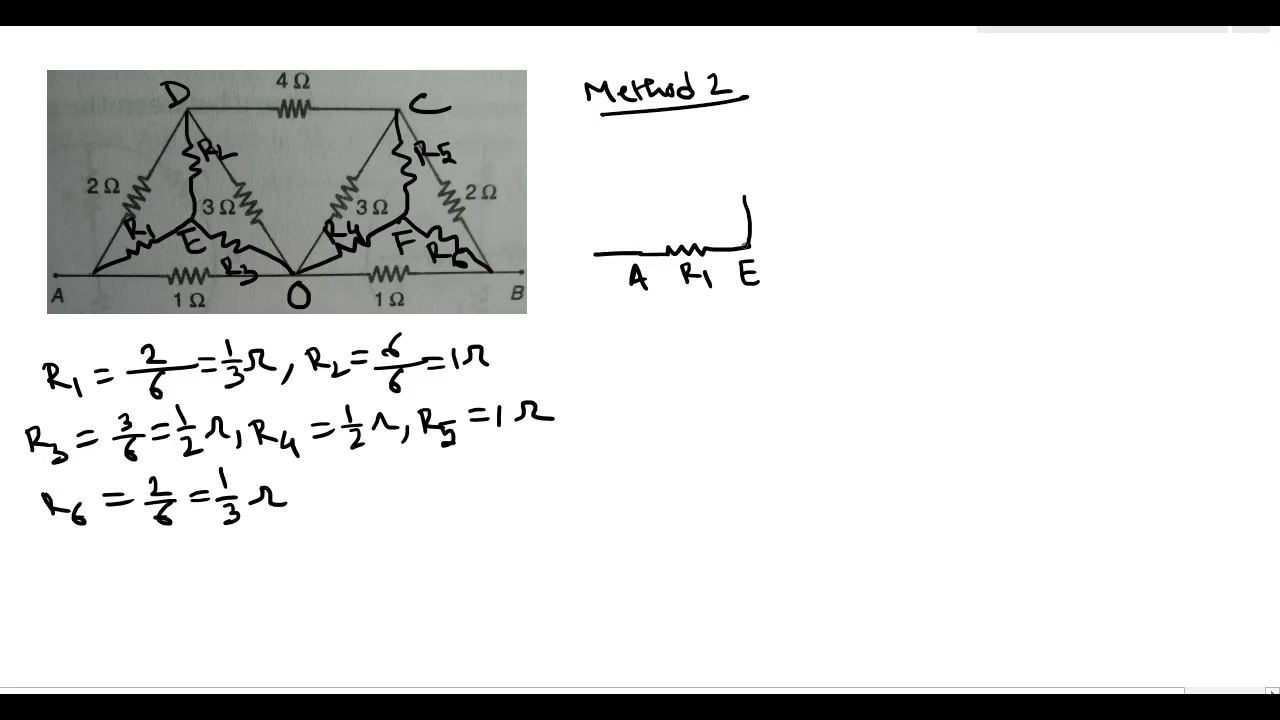 Method 2
D 4 Ω C
R2 R5
2 Ω 3 Ω 3 Ω 2 Ω
R1 E R3 R4 F R6
A 1 Ω O 1 Ω B
A R1 E
R1 = 2/6 = 1/3 Ω, R2 = 6/6 = 1 Ω
R3 = 3/6 = 1/2 Ω, R4 = 1/2 Ω, R5 = 1 Ω
R6 = 2/6 = 1/3 Ω